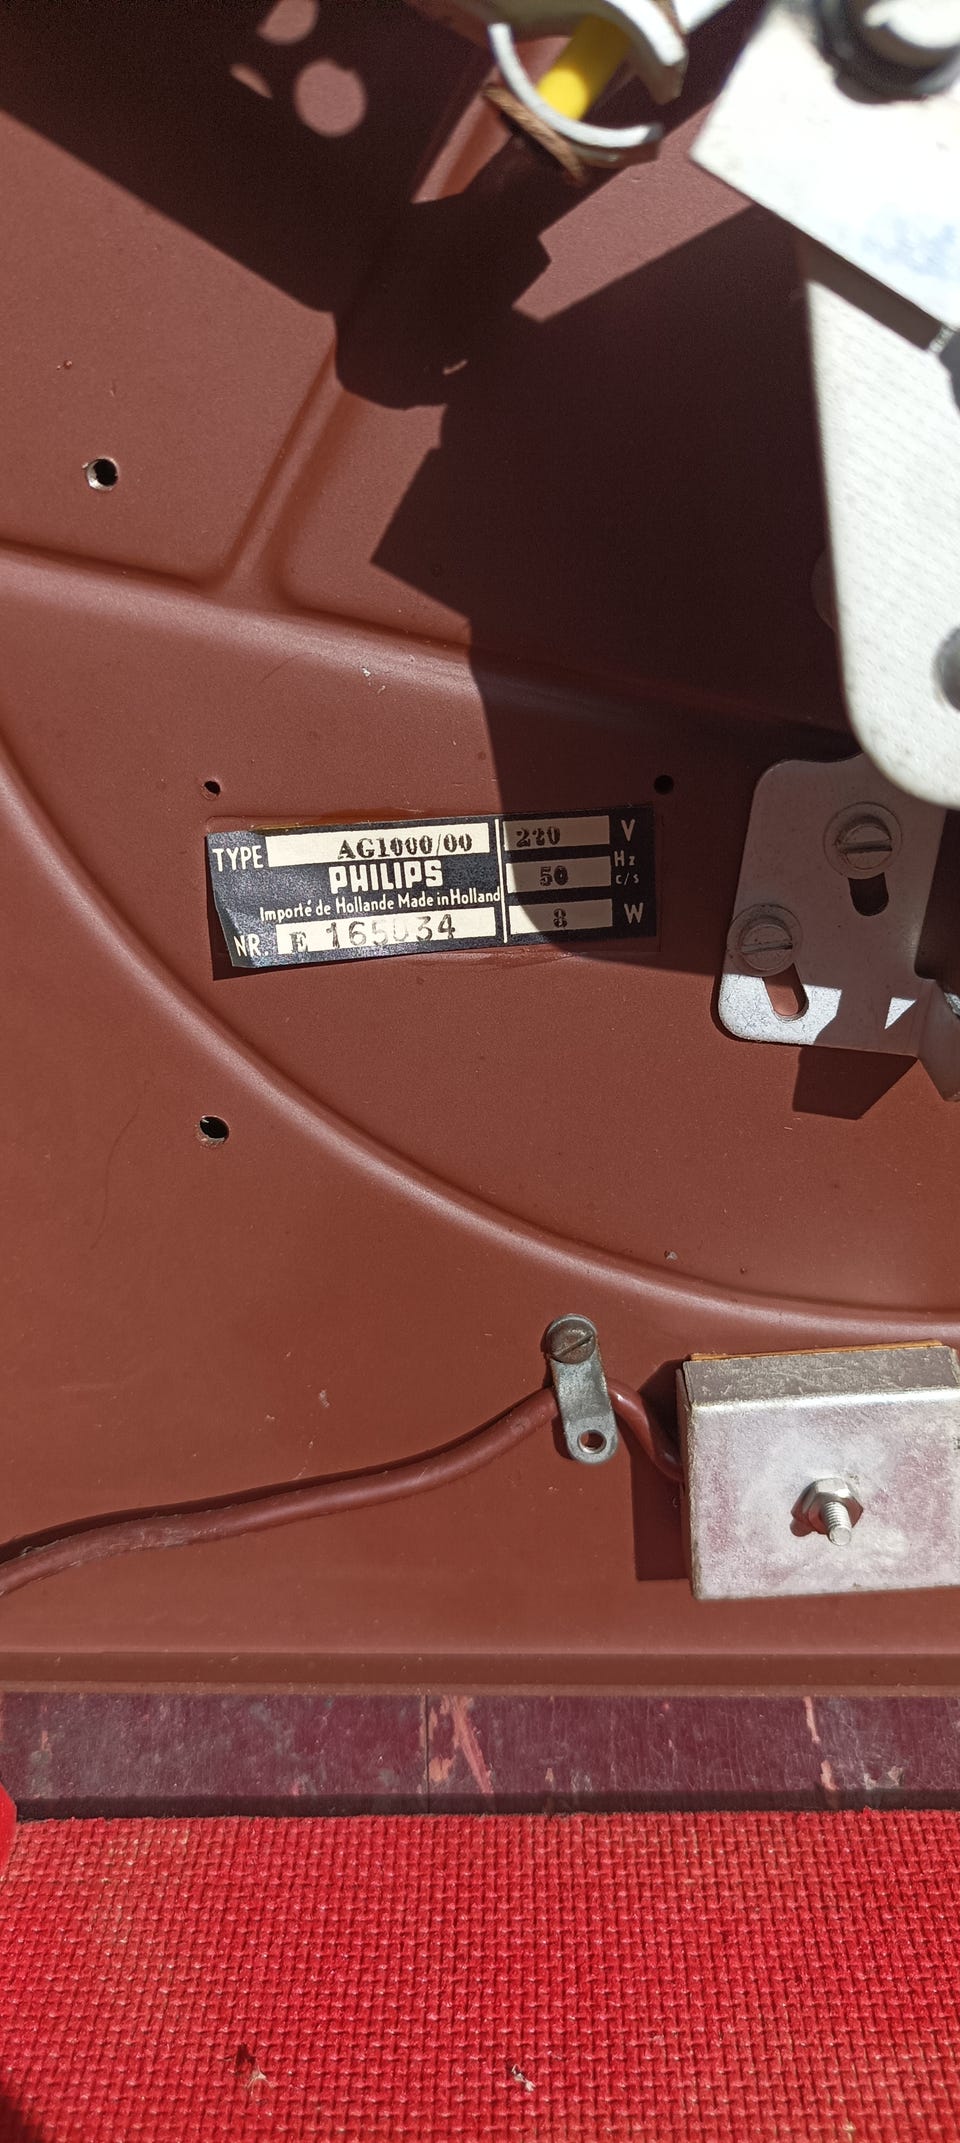 TYPE AG1000/00
PHILIPS
Importé de Hollande Made in Holland
NR. E 165034
220 V
50 Hz c/s
8 W